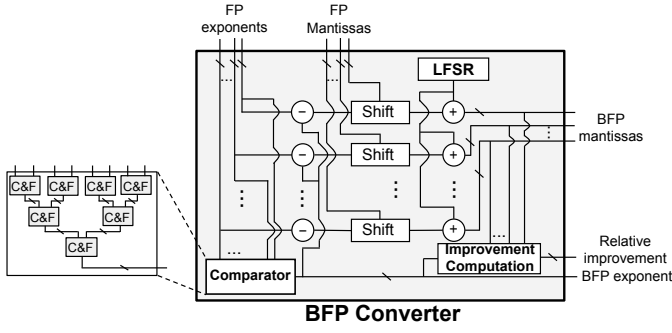 FP
exponents
FP
Mantissas
LFSR
Shift
BFP
mantissas
Shift
C&F C&F C&F C&F
C&F C&F
C&F
Shift
Comparator
Improvement
Computation
Relative
improvement
BFP exponent
BFP Converter